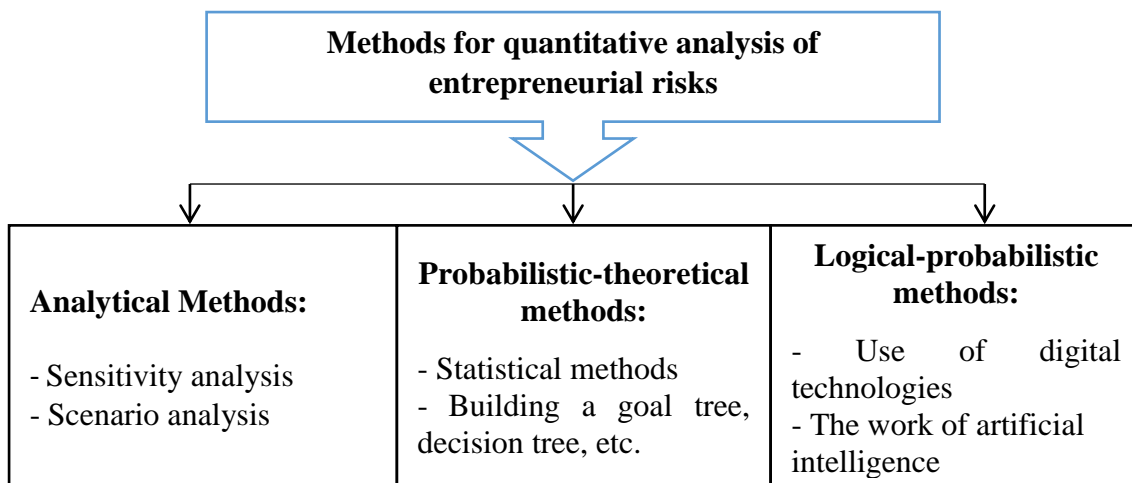 Methods for quantitative analysis of
entrepreneurial risks
Analytical Methods:
- Sensitivity analysis
- Scenario analysis
Probabilistic-theoretical
methods:
- Statistical methods
- Building a goal tree,
decision tree, etc.
Logical-probabilistic
methods:
- Use of digital
technologies
- The work of artificial
intelligence